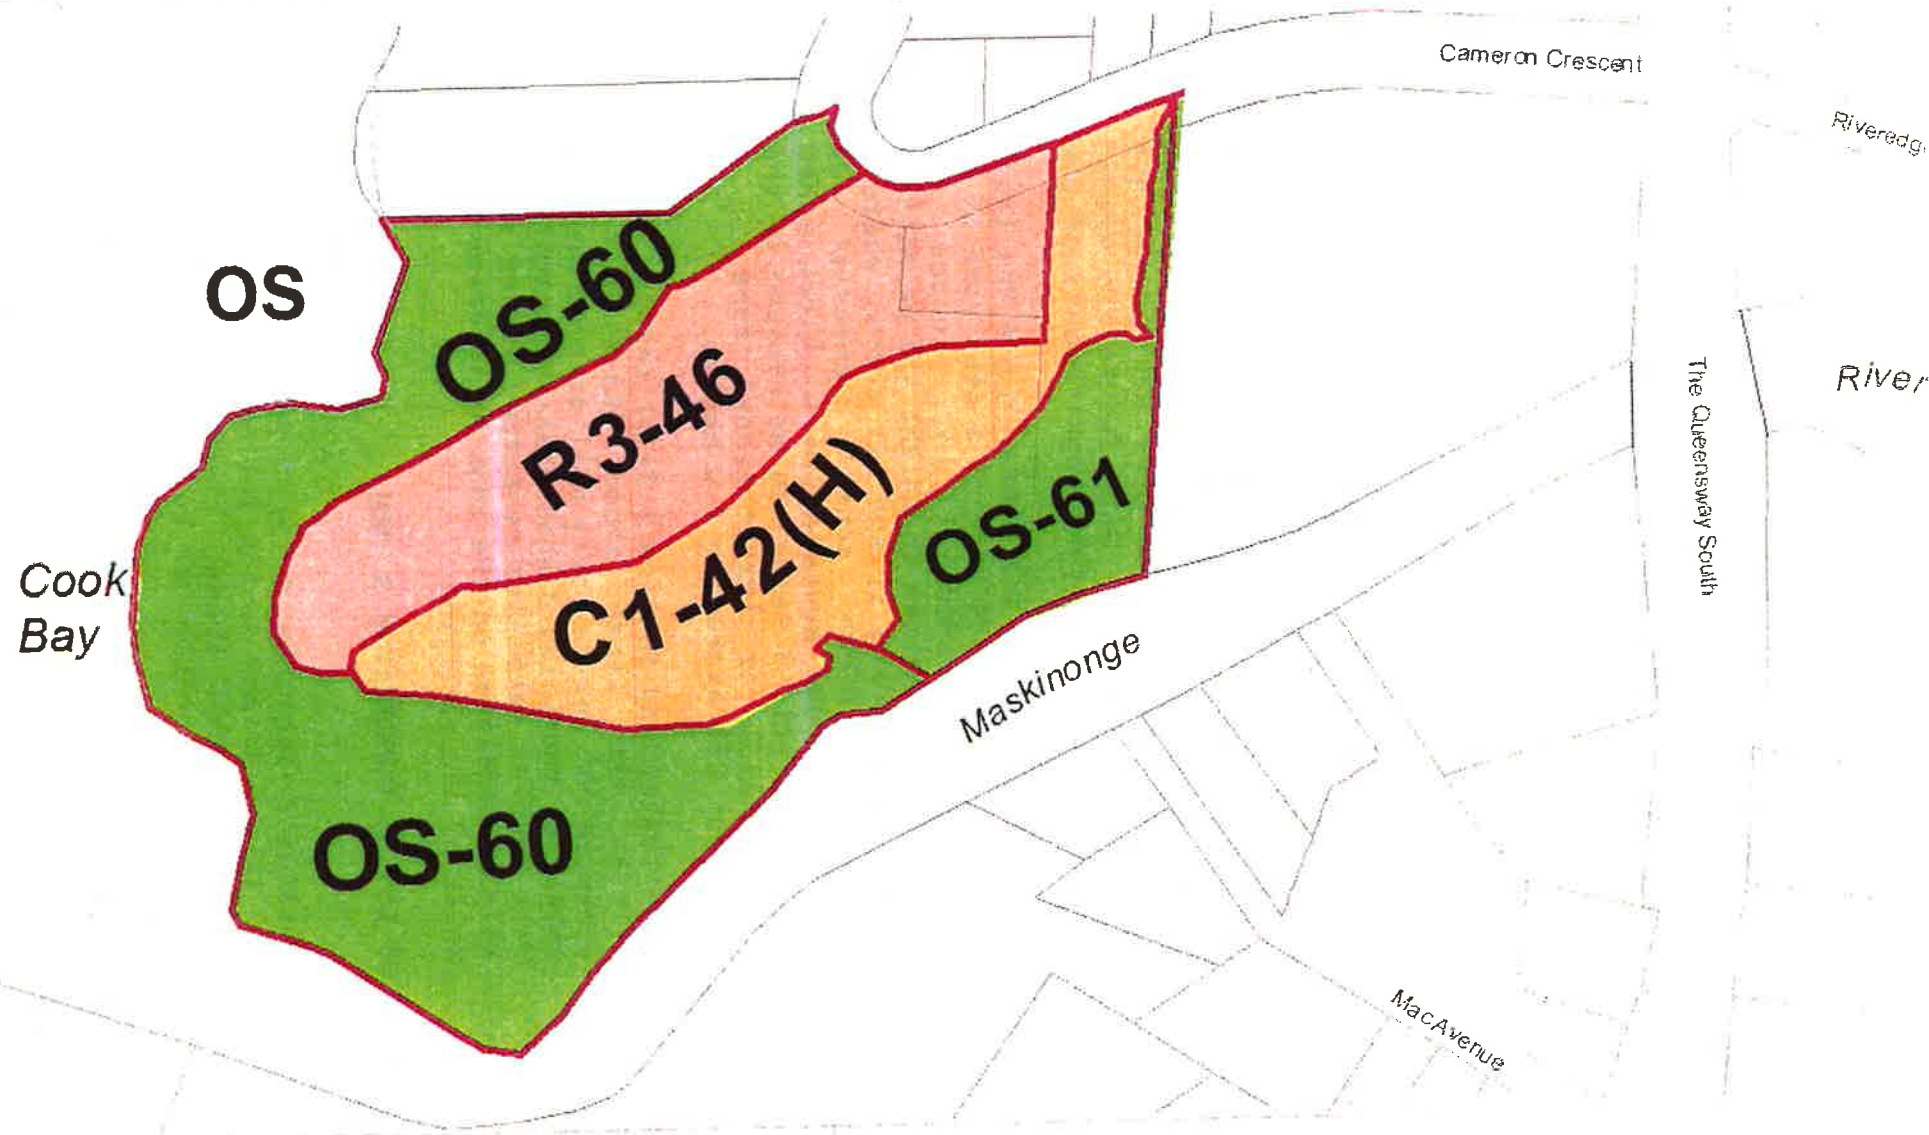 Cameron Crescent
Riveredg
OS
OS-60
R3-46
River
The Queensway South
C1-42(H)
OS-61
Cook
Bay
Maskinonge
OS-60
MacAvenue